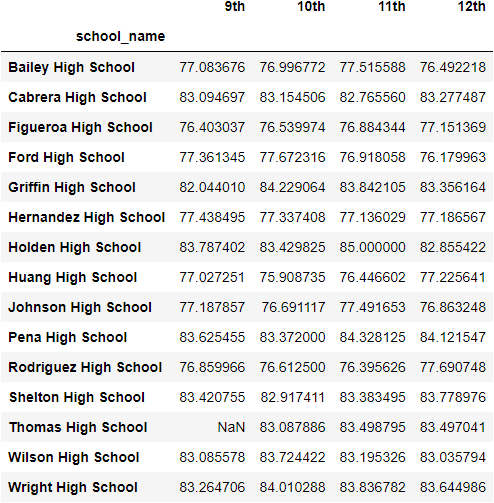 9th 10th 11th 12th
school_name
Bailey High School 77.083676 76.996772 77.515588 76.492218
Cabrera High School 83.094697 83.154506 82.765560 83.277487
Figueroa High School 76.403037 76.539974 76.884344 77.151369
Ford High School 77.361345 77.672316 76.918058 76.179963
Griffin High School 82.044010 84.229064 83.842105 83.356164
Hernandez High School 77.438495 77.337408 77.136029 77.186567
Holden High School 83.787402 83.429825 85.000000 82.855422
Huang High School 77.027251 75.908735 76.446602 77.225641
Johnson High School 77.187857 76.691117 77.491653 76.863248
Pena High School 83.625455 83.372000 84.328125 84.121547
Rodriguez High School 76.859966 76.612500 76.395626 77.690748
Shelton High School 83.420755 82.917411 83.383495 83.778976
Thomas High School NaN 83.087886 83.498795 83.497041
Wilson High School 83.085578 83.724422 83.195326 83.035794
Wright High School 83.264706 84.010288 83.836782 83.644986